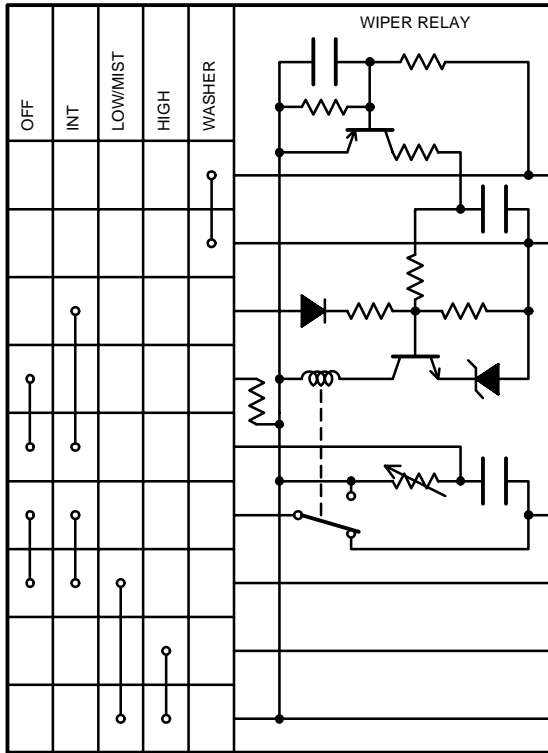 WIPER RELAY
OFF
INT
LOW/MIST
HIGH
WASHER